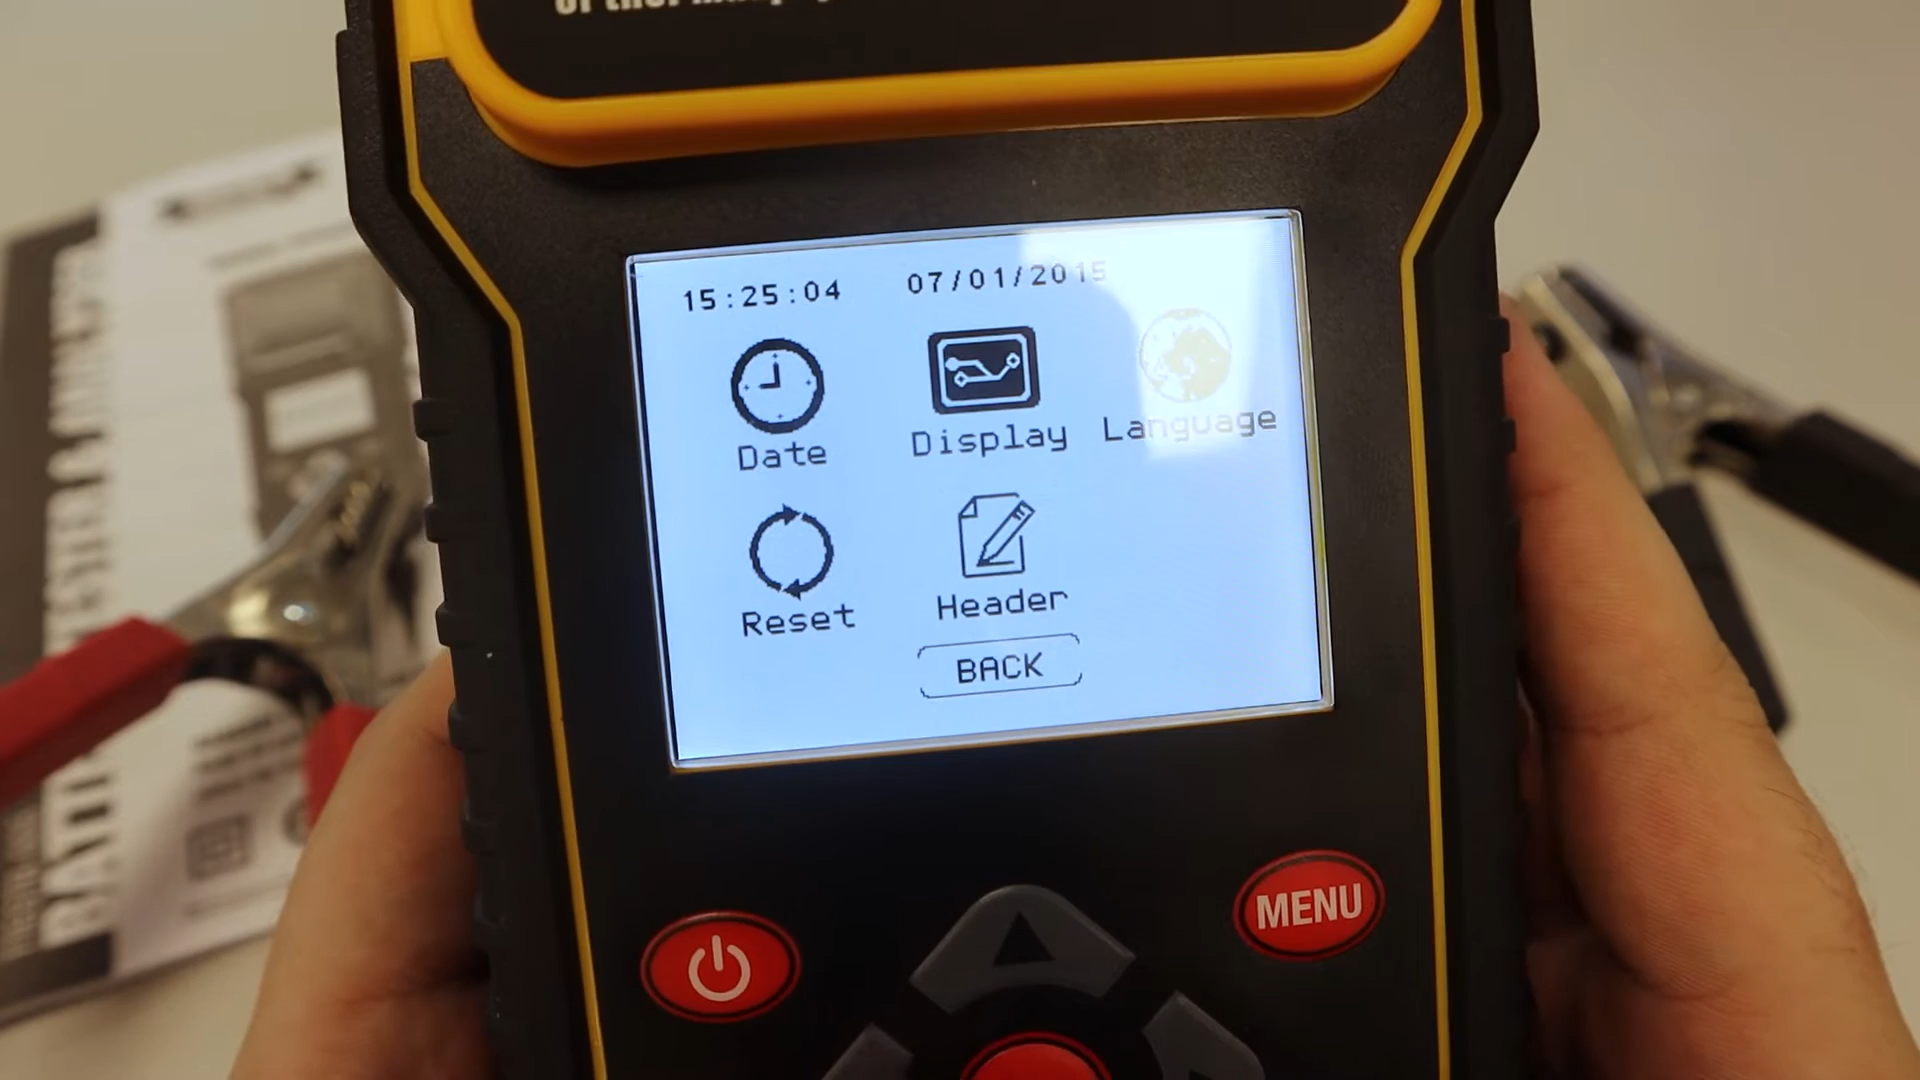 15:25:04 07/01/2015
Date Display Language
Reset Header
BACK
MENU